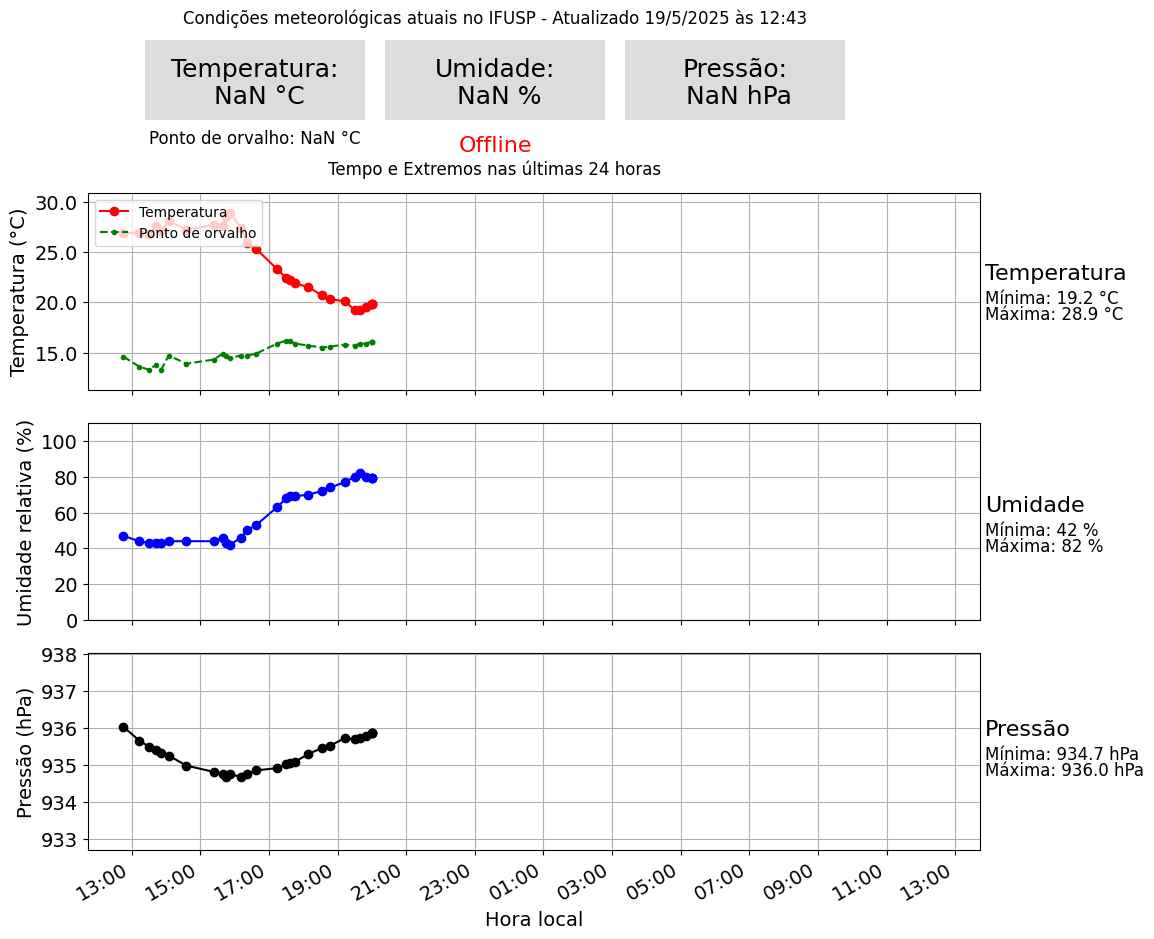 Condições meteorológicas atuais no IFUSP - Atualizado 19/5/2025 às 12:43
Temperatura:
NaN °C
Umidade:
NaN %
Pressão:
NaN hPa
Ponto de orvalho: NaN °C
Offline
Tempo e Extremos nas últimas 24 horas
Temperatura (°C)
30.0
25.0
20.0
15.0
Temperatura
Ponto de orvalho
Temperatura
Mínima: 19.2 °C
Máxima: 28.9 °C
Umidade relativa (%)
100
80
60
40
20
0
Umidade
Mínima: 42 %
Máxima: 82 %
Pressão (hPa)
938
937
936
935
934
933
Pressão
Mínima: 934.7 hPa
Máxima: 936.0 hPa
13:00 15:00 17:00 19:00 21:00 23:00 01:00 03:00 05:00 07:00 09:00 11:00 13:00
Hora local